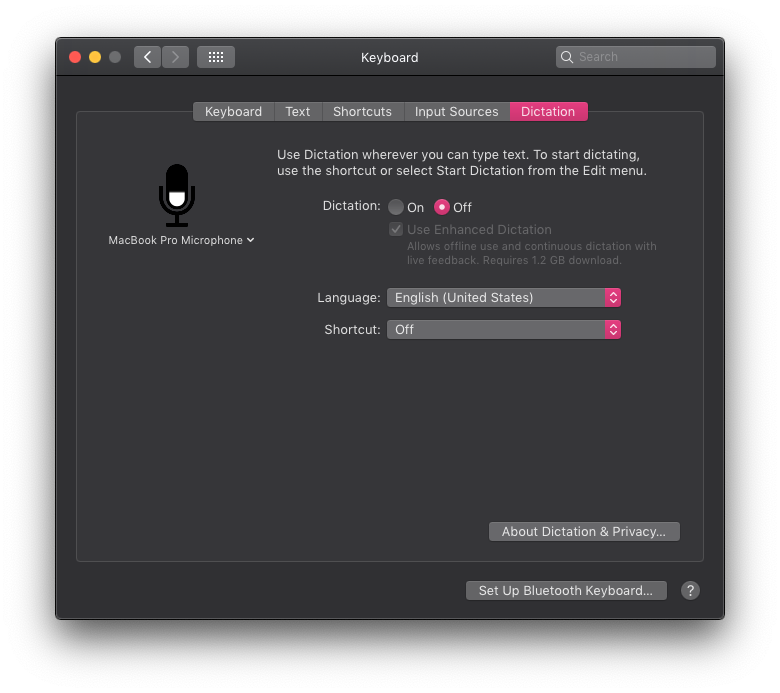 Keyboard
Search
Keyboard Text Shortcuts Input Sources Dictation
Use Dictation wherever you can type text. To start dictating,
use the shortcut or select Start Dictation from the Edit menu.
MacBook Pro Microphone
Dictation: On Off
Use Enhanced Dictation
Allows offline use and continuous dictation with
live feedback. Requires 1.2 GB download.
Language: English (United States)
Shortcut: Off
About Dictation & Privacy...
Set Up Bluetooth Keyboard... ?